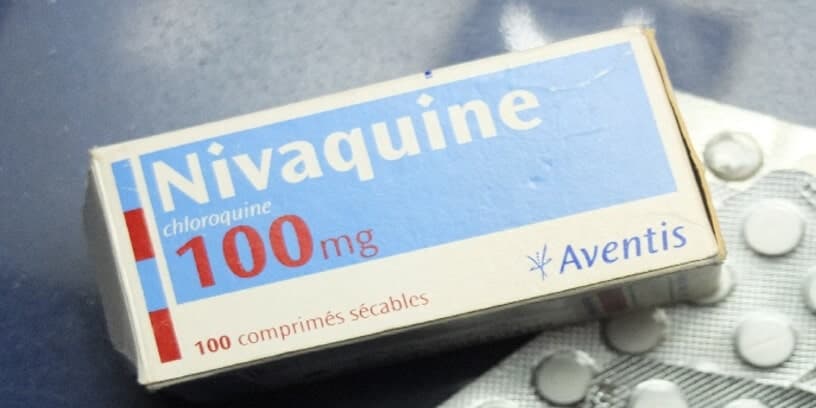 Nivaquine
chloroquine
100mg
Aventis
100 comprimés sécables